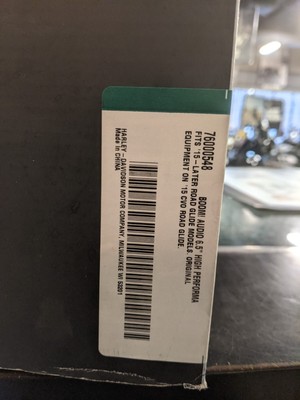 76000548
BOOM! AUDIO 6.5" HIGH PERFORMA
FITS '15-LATER ROAD GLIDE MODELS. ORIGINAL
EQUIPMENT ON '15 CVO ROAD GLIDE.
HARLEY-DAVIDSON MOTOR COMPANY, MILWAUKEE WI 53201
Made in CHINA